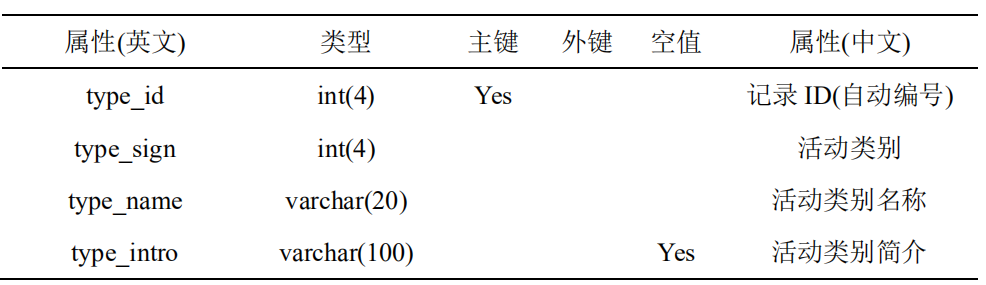 属性(英文) 类型 主键 外键 空值 属性(中文)
type_id int(4) Yes 记录 ID(自动编号)
type_sign int(4) 活动类别
type_name varchar(20) 活动类别名称
type_intro varchar(100) Yes 活动类别简介